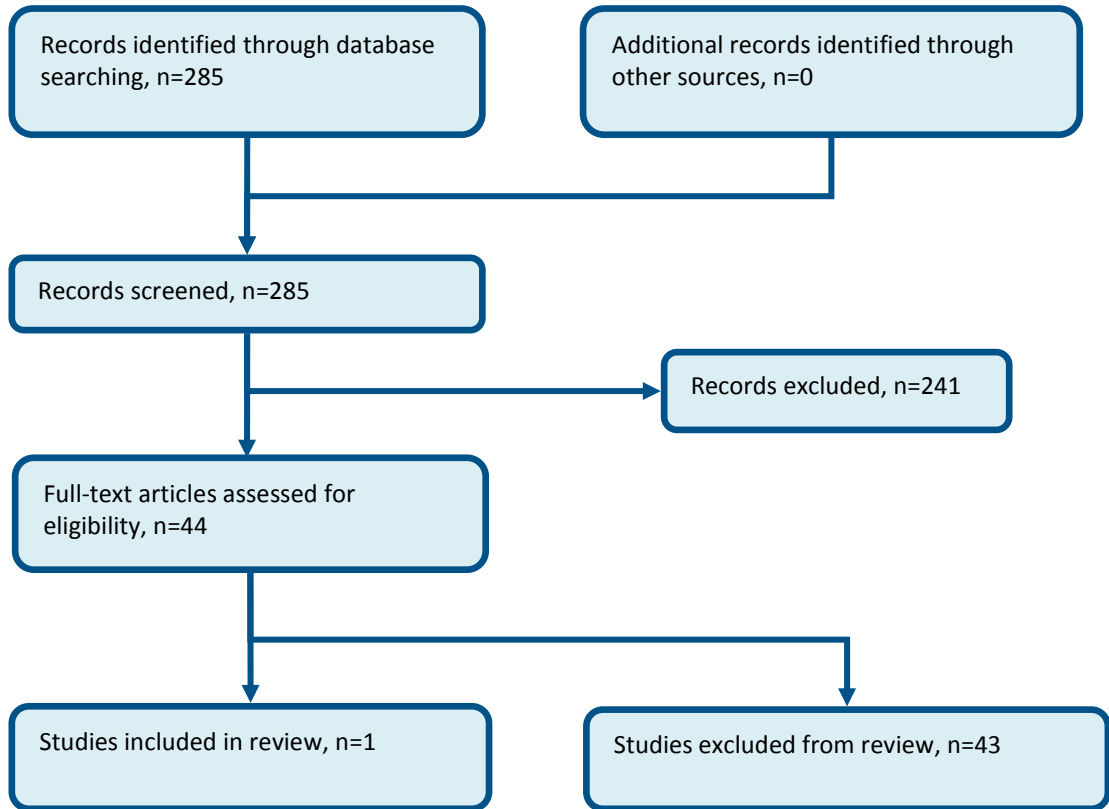 Records identified through database
searching, n=285
Additional records identified through
other sources, n=0
Records screened, n=285
Records excluded, n=241
Full-text articles assessed for
eligibility, n=44
Studies included in review, n=1
Studies excluded from review, n=43